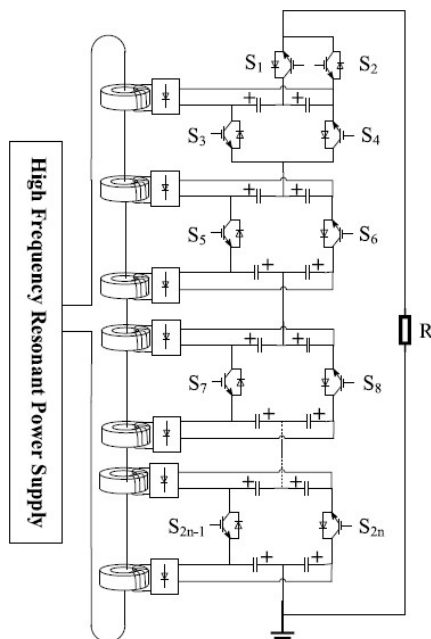 High Frequency Resonant Power Supply
S1
S2
+
+
S3
S4
+
+
S5
S6
+
+
+
+
S7
S8
+
+
+
+
S2n-1
S2n
+
+
R